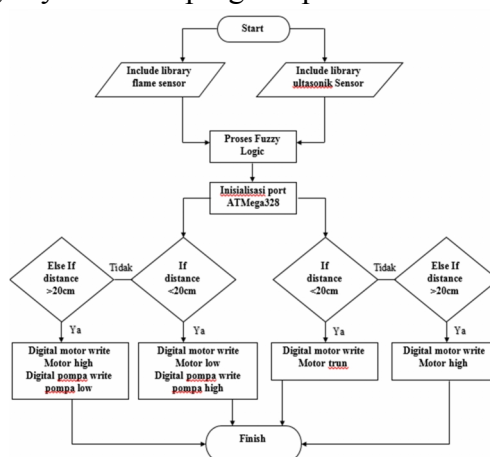 Start
Include library
flame sensor
Include library
ultasonik Sensor
Proses Fuzzy
Logic
Inisialisasi port
ATMega328
Else If
distance
>20cm
Tidak
If
distance
<20cm
If
distance
<20cm
Tidak
Else If
distance
>20cm
Ya
Ya
Ya
Ya
Digital motor write
Motor high
Digital pompa write
pompa low
Digital motor write
Motor low
Digital pompa write
pompa high
Digital motor write
Motor trun
Digital motor write
Motor high
Finish